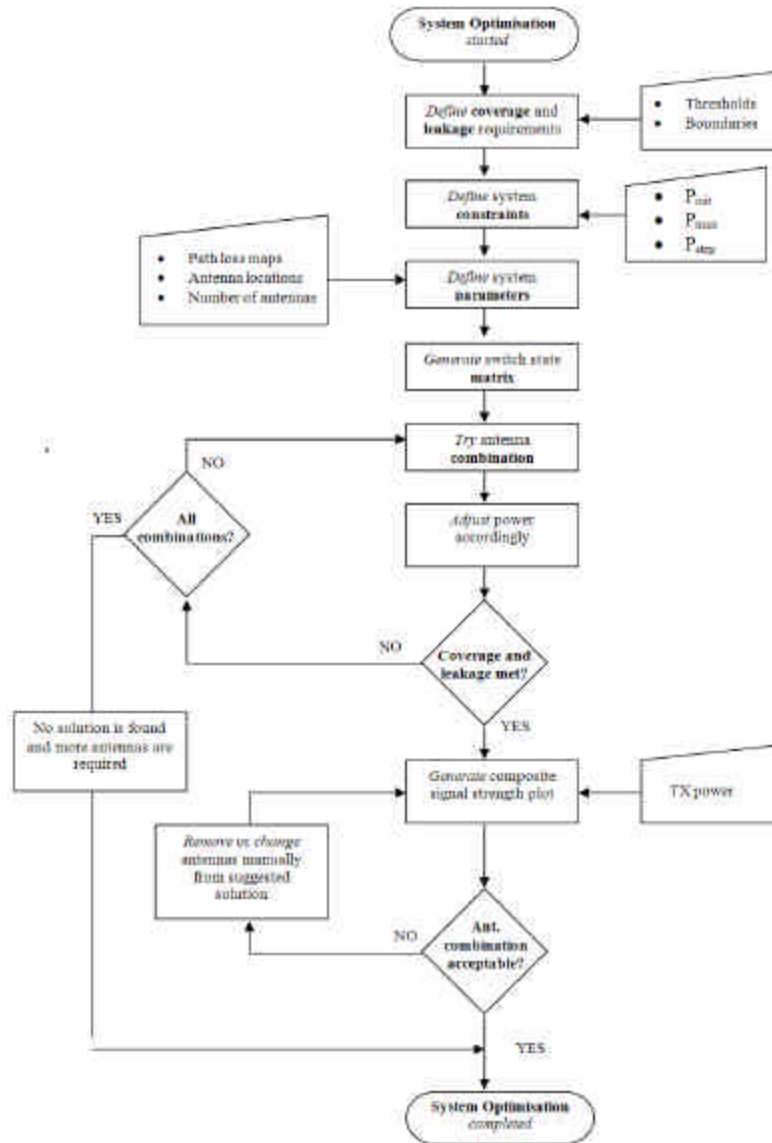 System Optimisation
started
Define coverage and
leakage requirements
• Thresholds
• Boundaries
Define system
constraints
• P
• P
• P
• Path loss maps
• Antenna locations
• Number of antennas
Define system
parameters
Generate switch state
matrix
Try antenna
combination
NO
YES
All
combinations?
Adjust power
accordingly
NO
Coverage and
leakage met?
YES
No solution is found
and more antennas are
required
Generate composite
signal strength plot
TX power
Remove or change
antennas manually
from suggested
solution
NO
Ant.
combination
acceptable?
YES
System Optimisation
completed